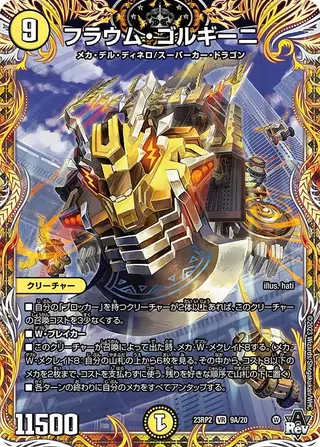 9
フラウム・ゴルギーニ
メカ・デル・ディネロ/スーパーカー・ドラゴン
illus. hati
クリーチャー
■自分の「ブロッカー」を持つクリーチャーが2体以上あれば、このクリーチャー
の召喚コストを3少なくする。
■W・ブレイカー
■このクリーチャーが召喚によって出た時、メカ・W・メクレイド8する。(メカ・
W・メクレイド8:自分の山札の上から6枚を見る。その中から、コスト8以下の
メカを2枚まで、コストを支払わずに使う。残りを好きな順序で山札の下に置く)
■各ターンの終わりに自分のメカをすべてアンタップする。
11500
1
23RP2 VR 9A/20
W
Rev